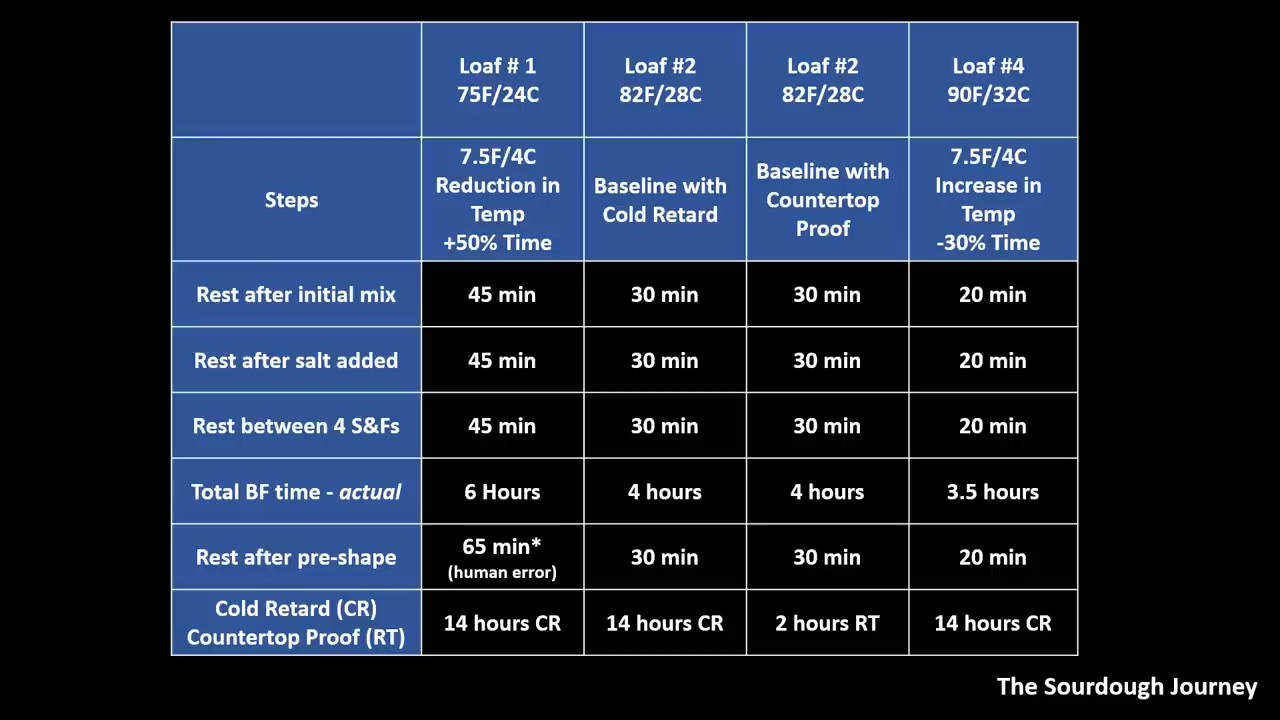 Loaf # 1
75F/24C
Loaf #2
82F/28C
Loaf #2
82F/28C
Loaf #4
90F/32C
Steps
7.5F/4C
Reduction in
Temp
+50% Time
Baseline with
Cold Retard
Baseline with
Countertop
Proof
7.5F/4C
Increase in
Temp
-30% Time
Rest after initial mix
45 min
30 min
30 min
20 min
Rest after salt added
45 min
30 min
30 min
20 min
Rest between 4 S&Fs
45 min
30 min
30 min
20 min
Total BF time - actual
6 Hours
4 hours
4 hours
3.5 hours
Rest after pre-shape
65 min*
(human error)
30 min
30 min
20 min
Cold Retard (CR)
Countertop Proof (RT)
14 hours CR
14 hours CR
2 hours RT
14 hours CR
The Sourdough Journey